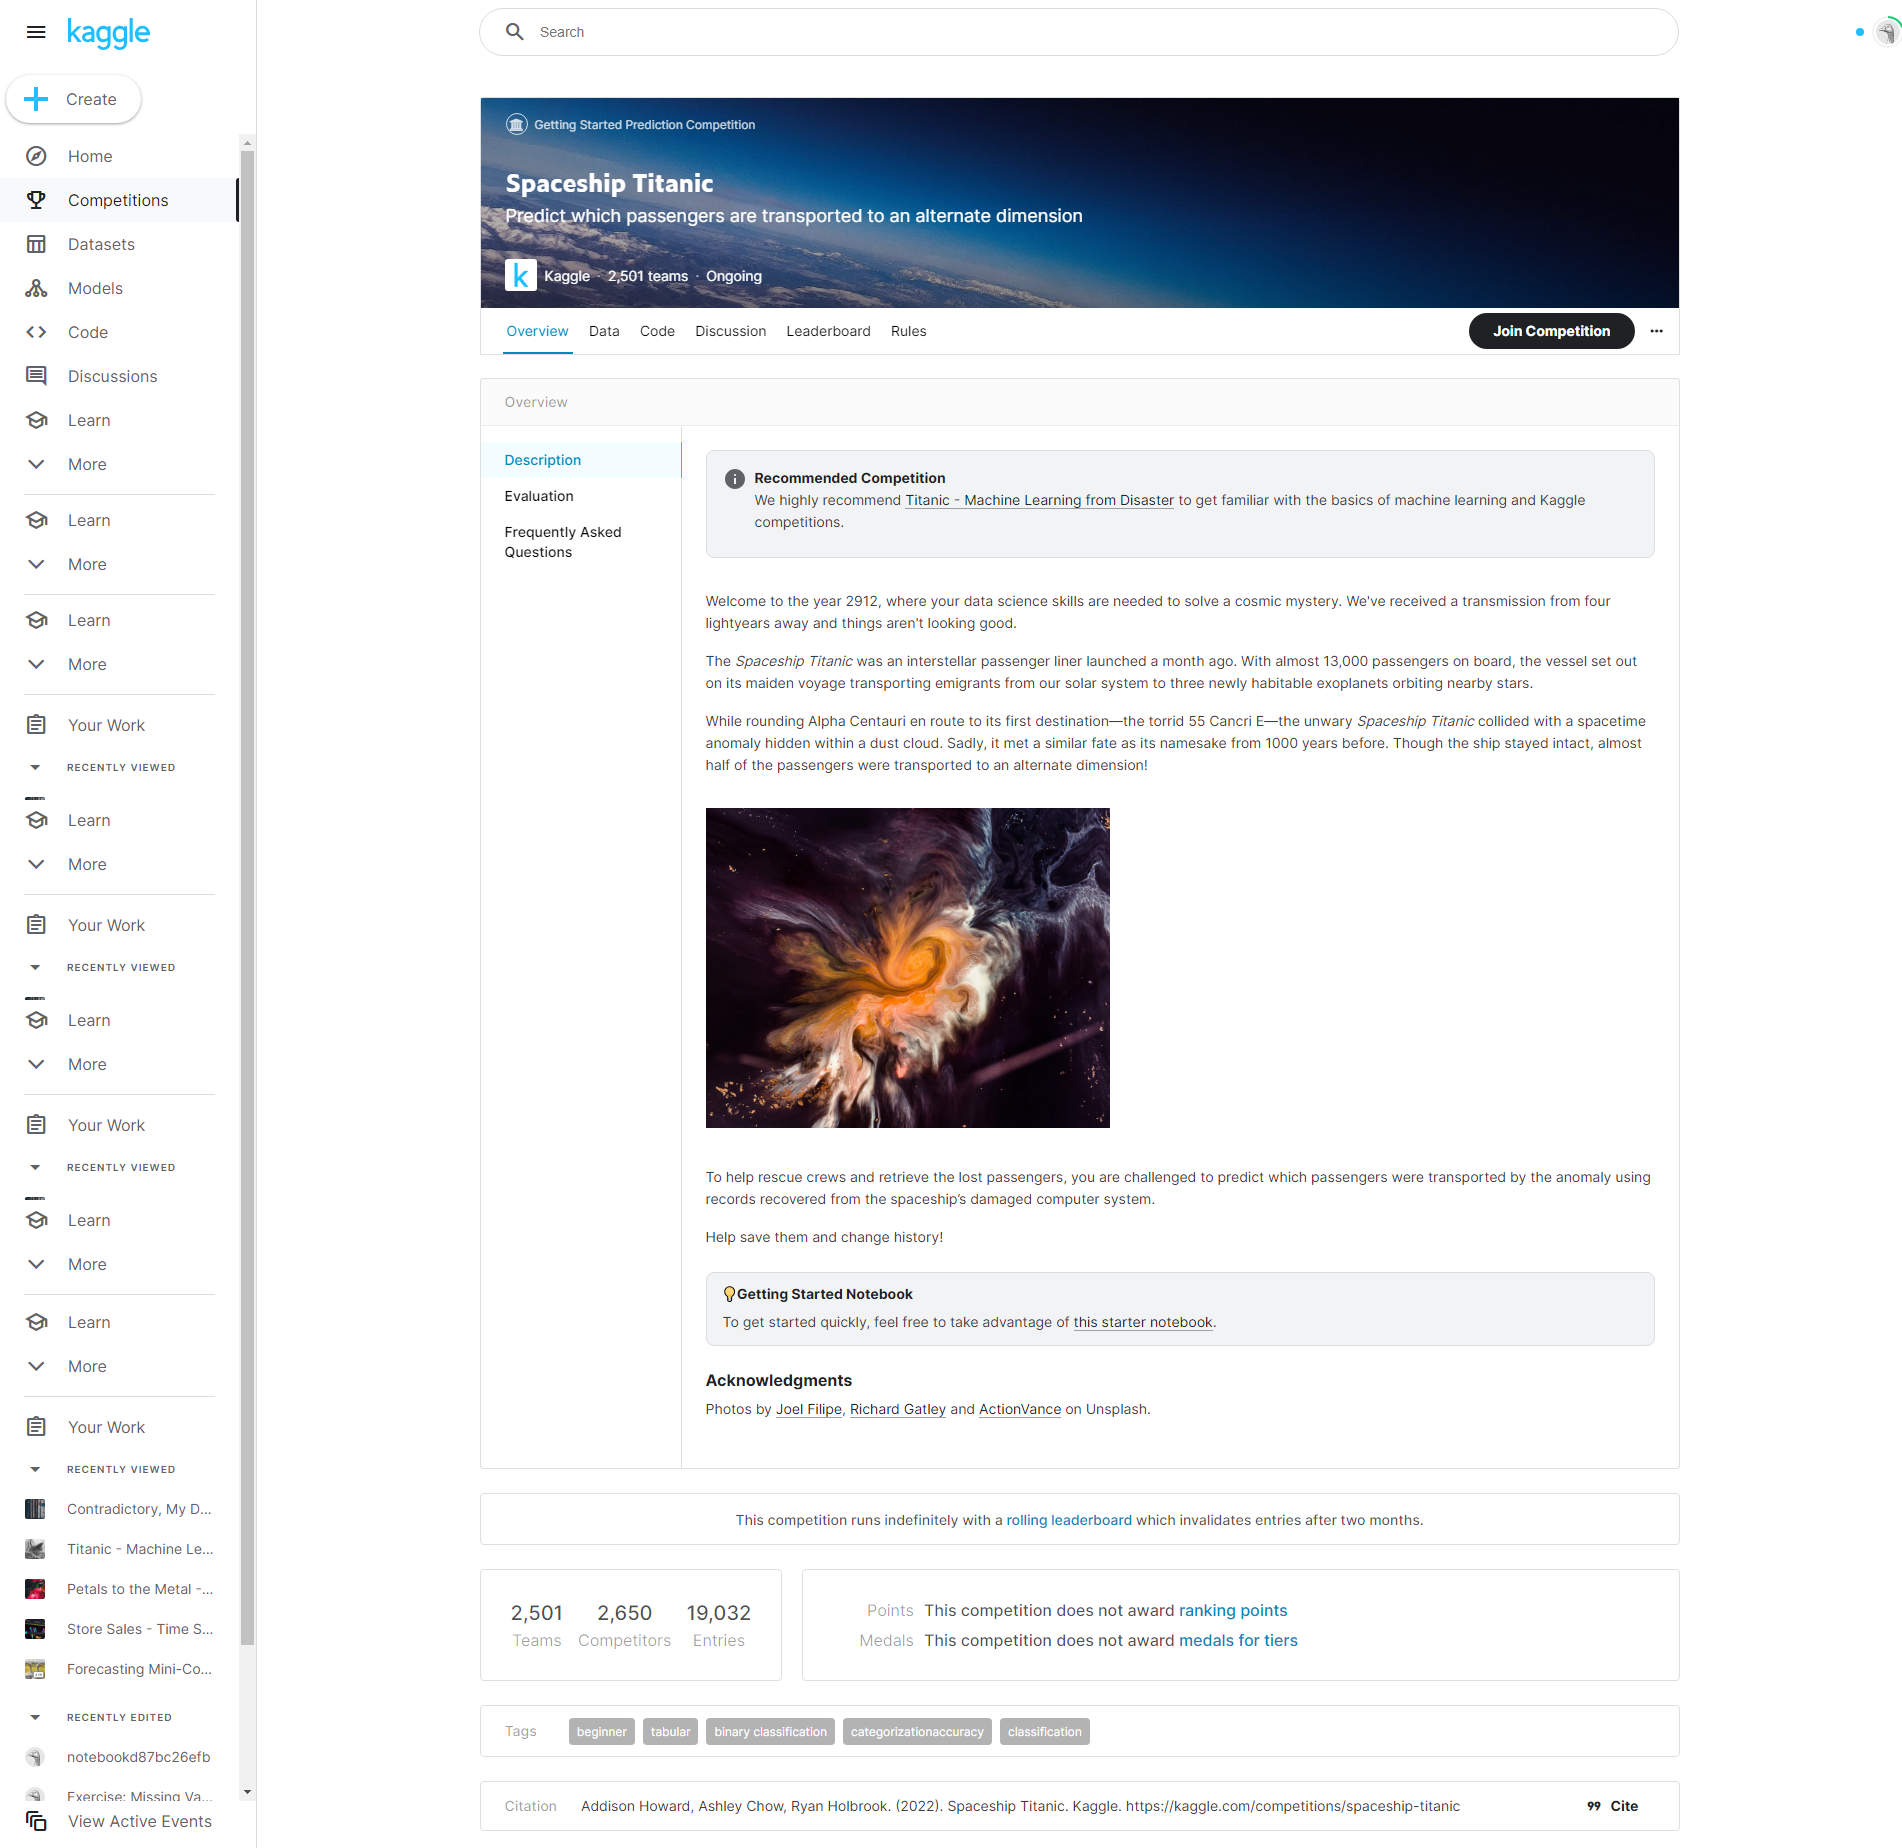 kaggle
Search
Create
Home
Competitions
Datasets
Models
Code
Discussions
Learn
More
Learn
More
Learn
More
Your Work
RECENTLY VIEWED
Learn
More
Your Work
RECENTLY VIEWED
Learn
More
Your Work
RECENTLY VIEWED
Learn
More
Learn
More
Your Work
RECENTLY VIEWED
Contradictory, My D...
Titanic - Machine Le...
Petals to the Metal -...
Store Sales - Time S...
Forecasting Mini-Co...
RECENTLY EDITED
notebookd87bc26efb
Exercise: Missing Va...
View Active Events
Getting Started Prediction Competition
Spaceship Titanic
Predict which passengers are transported to an alternate dimension
k Kaggle · 2,501 teams · Ongoing
Overview Data Code Discussion Leaderboard Rules Join Competition
Overview
Description
Evaluation
Frequently Asked
Questions
Recommended Competition
We highly recommend Titanic - Machine Learning from Disaster to get familiar with the basics of machine learning and Kaggle
competitions.
Welcome to the year 2912, where your data science skills are needed to solve a cosmic mystery. We've received a transmission from four
lightyears away and things aren't looking good.
The Spaceship Titanic was an interstellar passenger liner launched a month ago. With almost 13,000 passengers on board, the vessel set out
on its maiden voyage transporting emigrants from our solar system to three newly habitable exoplanets orbiting nearby stars.
While rounding Alpha Centauri en route to its first destination—the torrid 55 Cancri E—the unwary Spaceship Titanic collided with a spacetime
anomaly hidden within a dust cloud. Sadly, it met a similar fate as its namesake from 1000 years before. Though the ship stayed intact, almost
half of the passengers were transported to an alternate dimension!
To help rescue crews and retrieve the lost passengers, you are challenged to predict which passengers were transported by the anomaly using
records recovered from the spaceship’s damaged computer system.
Help save them and change history!
Getting Started Notebook
To get started quickly, feel free to take advantage of this starter notebook.
Acknowledgments
Photos by Joel Filipe, Richard Gatley and ActionVance on Unsplash.
This competition runs indefinitely with a rolling leaderboard which invalidates entries after two months.
2,501 2,650 19,032
Teams Competitors Entries
Points This competition does not award ranking points
Medals This competition does not award medals for tiers
Tags beginner tabular binary classification categorizationaccuracy classification
Citation Addison Howard, Ashley Chow, Ryan Holbrook. (2022). Spaceship Titanic. Kaggle. https://kaggle.com/competitions/spaceship-titanic Cite